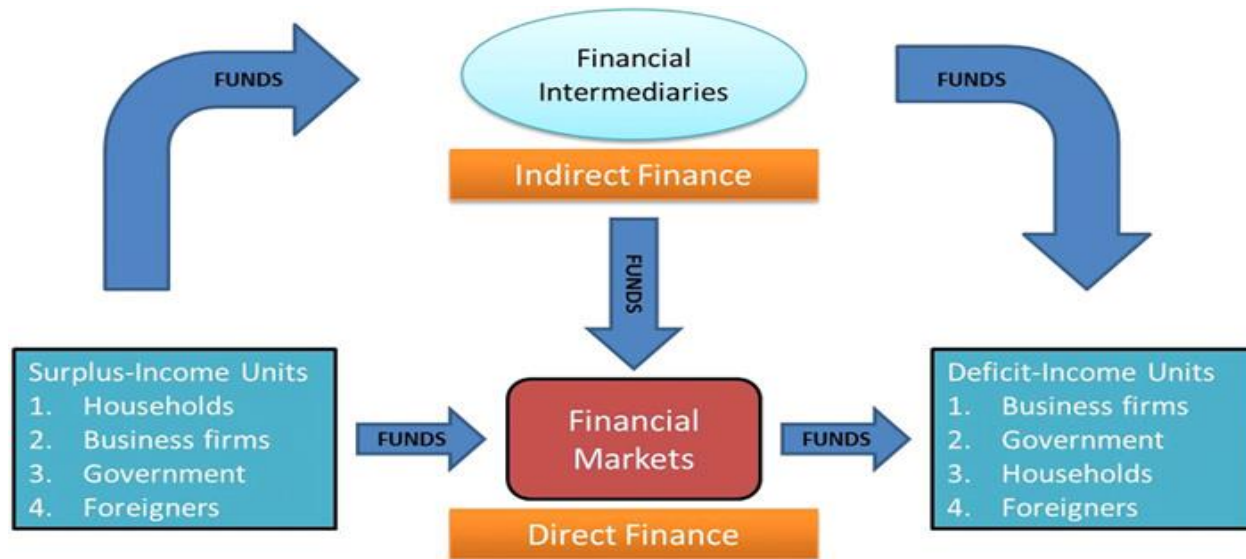 FUNDS
Financial
Intermediaries
FUNDS
Indirect Finance
FUNDS
Surplus-Income Units
1. Households
2. Business firms
3. Government
4. Foreigners
FUNDS
Financial
Markets
FUNDS
Deficit-Income Units
1. Business firms
2. Government
3. Households
4. Foreigners
Direct Finance